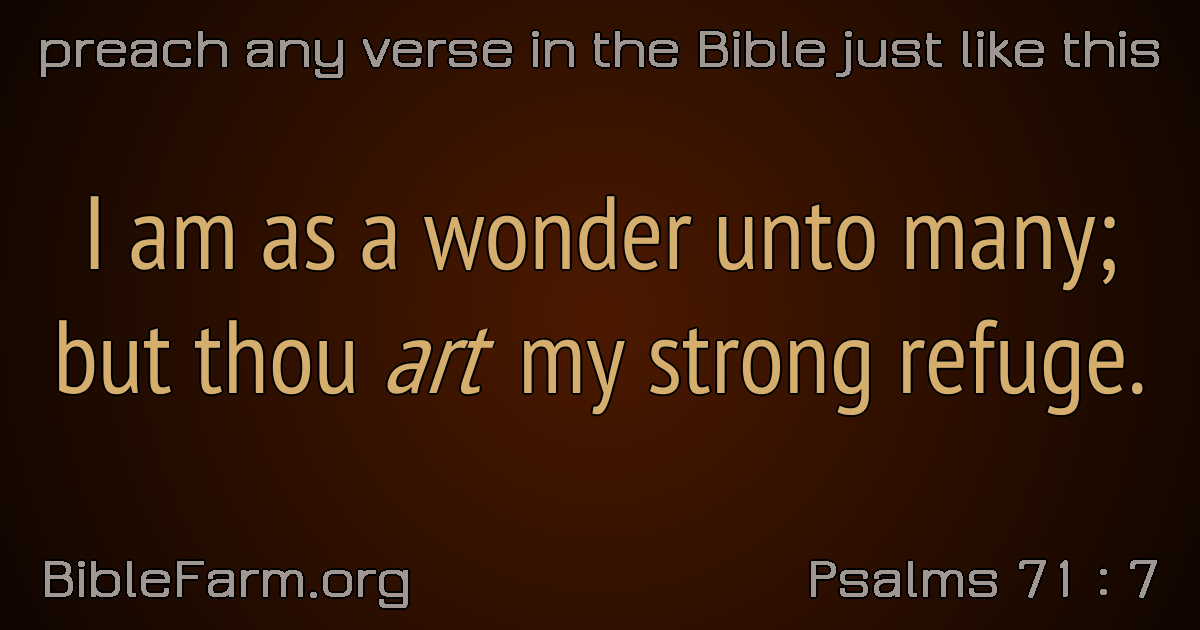 preach any verse in the Bible just like this
I am as a wonder unto many;
but thou art my strong refuge.
BibleFarm.org
Psalms 71 : 7